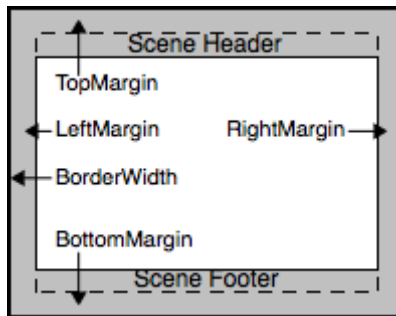 Scene Header
TopMargin
LeftMargin RightMargin
BorderWidth
BottomMargin
Scene Footer